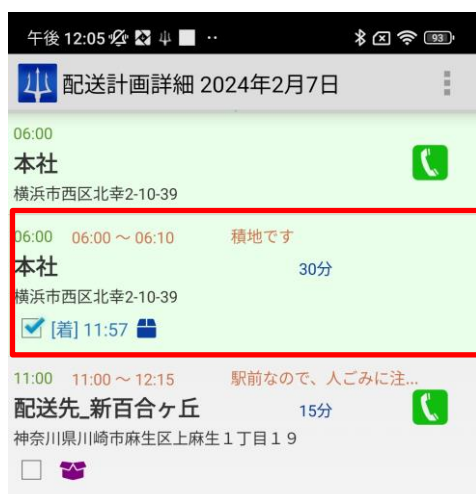 午後 12:05 ‥ 93
配送計画詳細 2024年2月7日
06:00
本社
横浜市西区北幸2-10-39
06:00 06:00 ～ 06:10 積地です
本社 30分
横浜市西区北幸2-10-39
[着] 11:57
11:00 11:00 ～ 12:15 駅前なので、人ごみに注...
配送先_新百合ヶ丘 15分
神奈川県川崎市麻生区上麻生１丁目１９